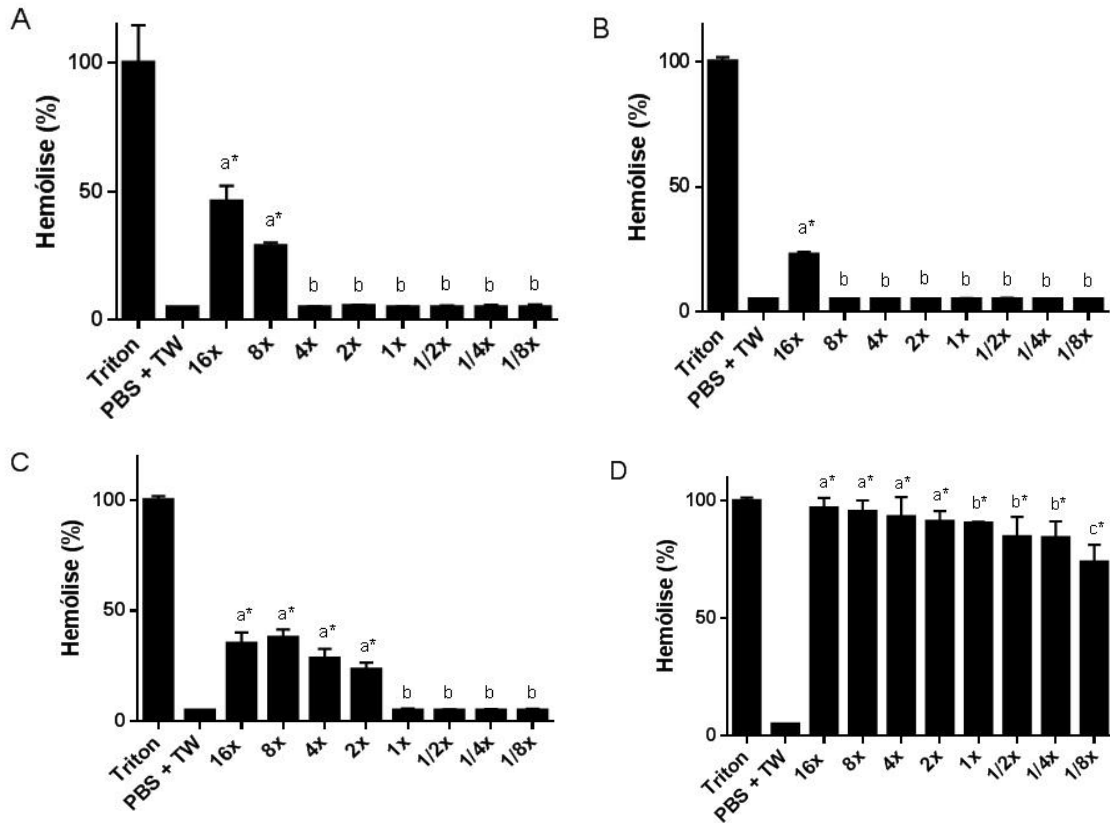 A
Hemólise (%)
100
50
0
a*
a*
b
b
b
b
b
b
Triton
PBS + TW
16x
8x
4x
2x
1x
1/2x
1/4x
1/8x
B
Hemólise (%)
100
50
0
a*
b
b
b
b
b
b
b
Triton
PBS + TW
16x
8x
4x
2x
1x
1/2x
1/4x
1/8x
C
Hemólise (%)
100
50
0
a*
a*
a*
a*
b
b
b
b
Triton
PBS + TW
16x
8x
4x
2x
1x
1/2x
1/4x
1/8x
D
Hemólise (%)
100
50
0
a*
a*
a*
a*
b*
b*
b*
c*
Triton
PBS + TW
16x
8x
4x
2x
1x
1/2x
1/4x
1/8x